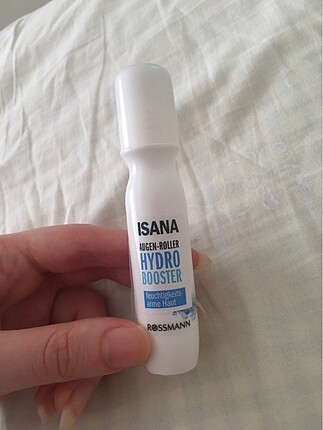 ISANA
AUGEN-ROLLER
HYDRO
BOOSTER
feuchtigkeits-
arme Haut
ROSSMANN